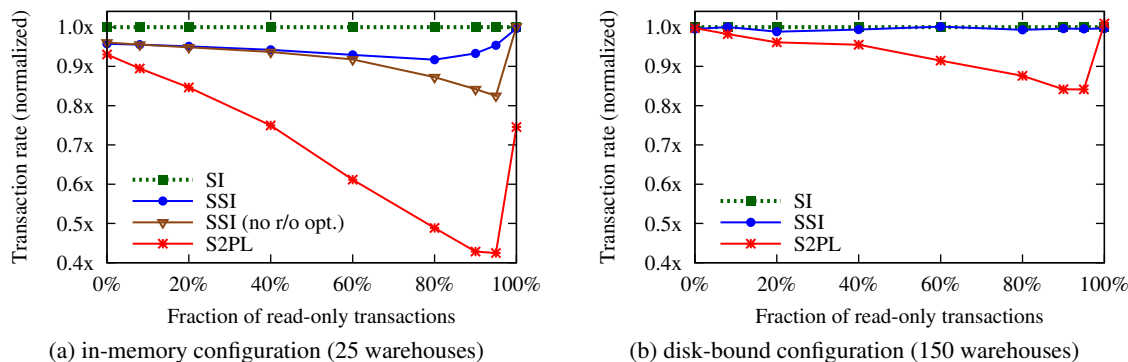 Transaction rate (normalized)
1.0x
0.9x
0.8x
0.7x
0.6x
0.5x
0.4x
SI
SSI
SSI (no r/o opt.)
S2PL
0% 20% 40% 60% 80% 100%
Fraction of read-only transactions
(a) in-memory configuration (25 warehouses)
Transaction rate (normalized)
1.0x
0.9x
0.8x
0.7x
0.6x
0.5x
0.4x
SI
SSI
S2PL
0% 20% 40% 60% 80% 100%
Fraction of read-only transactions
(b) disk-bound configuration (150 warehouses)